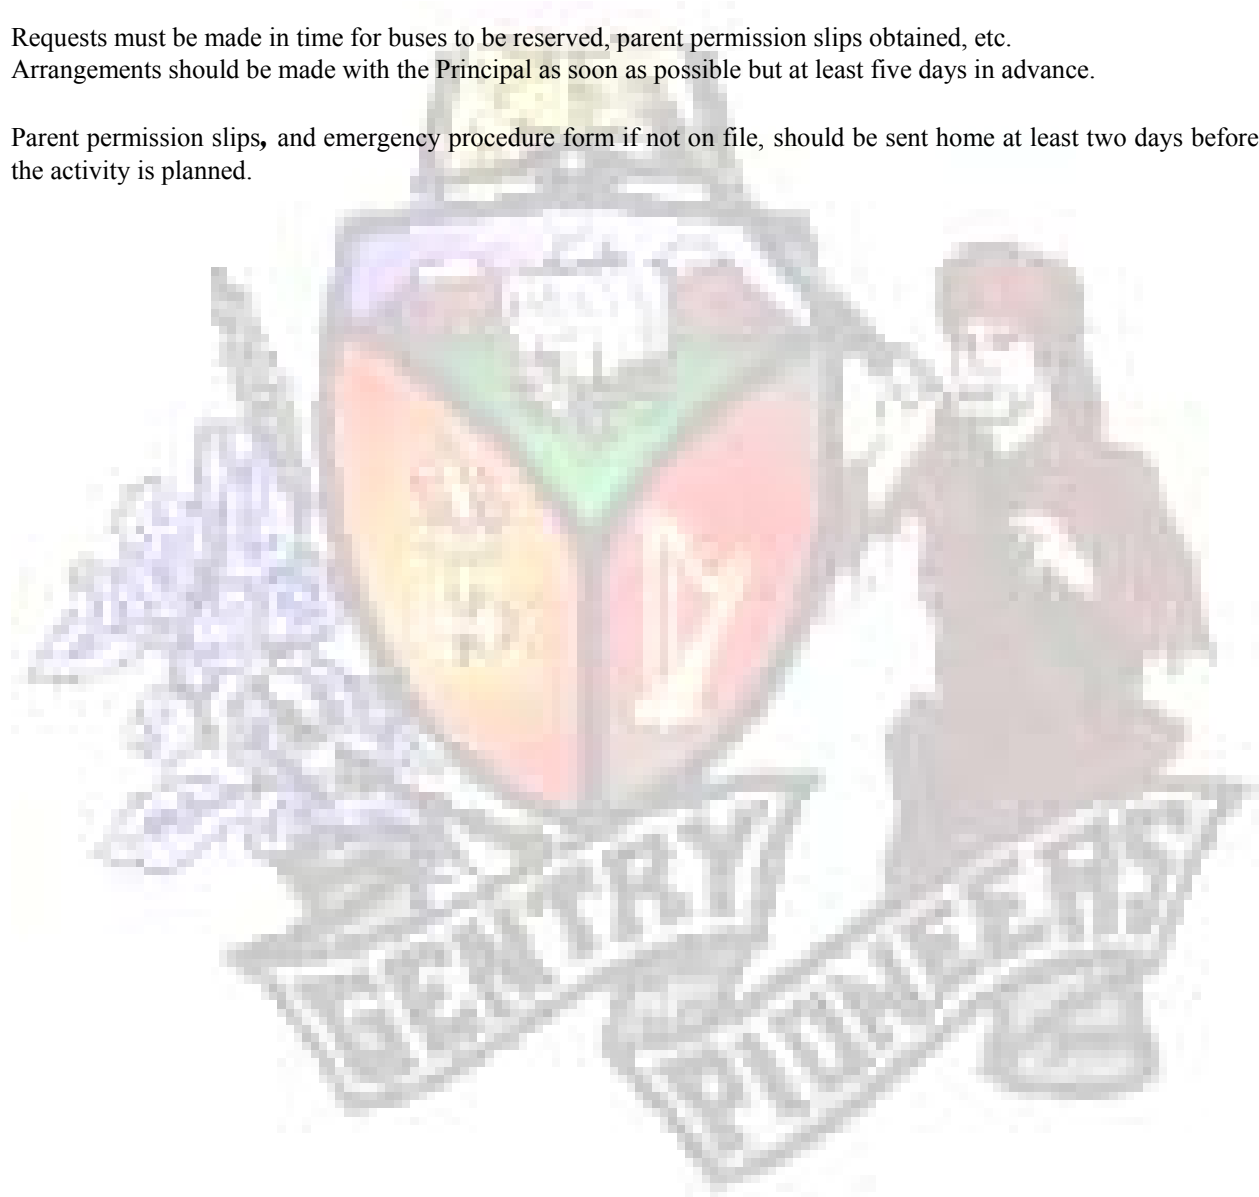 Requests must be made in time for buses to be reserved, parent permission slips obtained, etc.
Arrangements should be made with the Principal as soon as possible but at least five days in advance.
Parent permission slips, and emergency procedure form if not on file, should be sent home at least two days before
the activity is planned.
GENTRY
PIONEERS